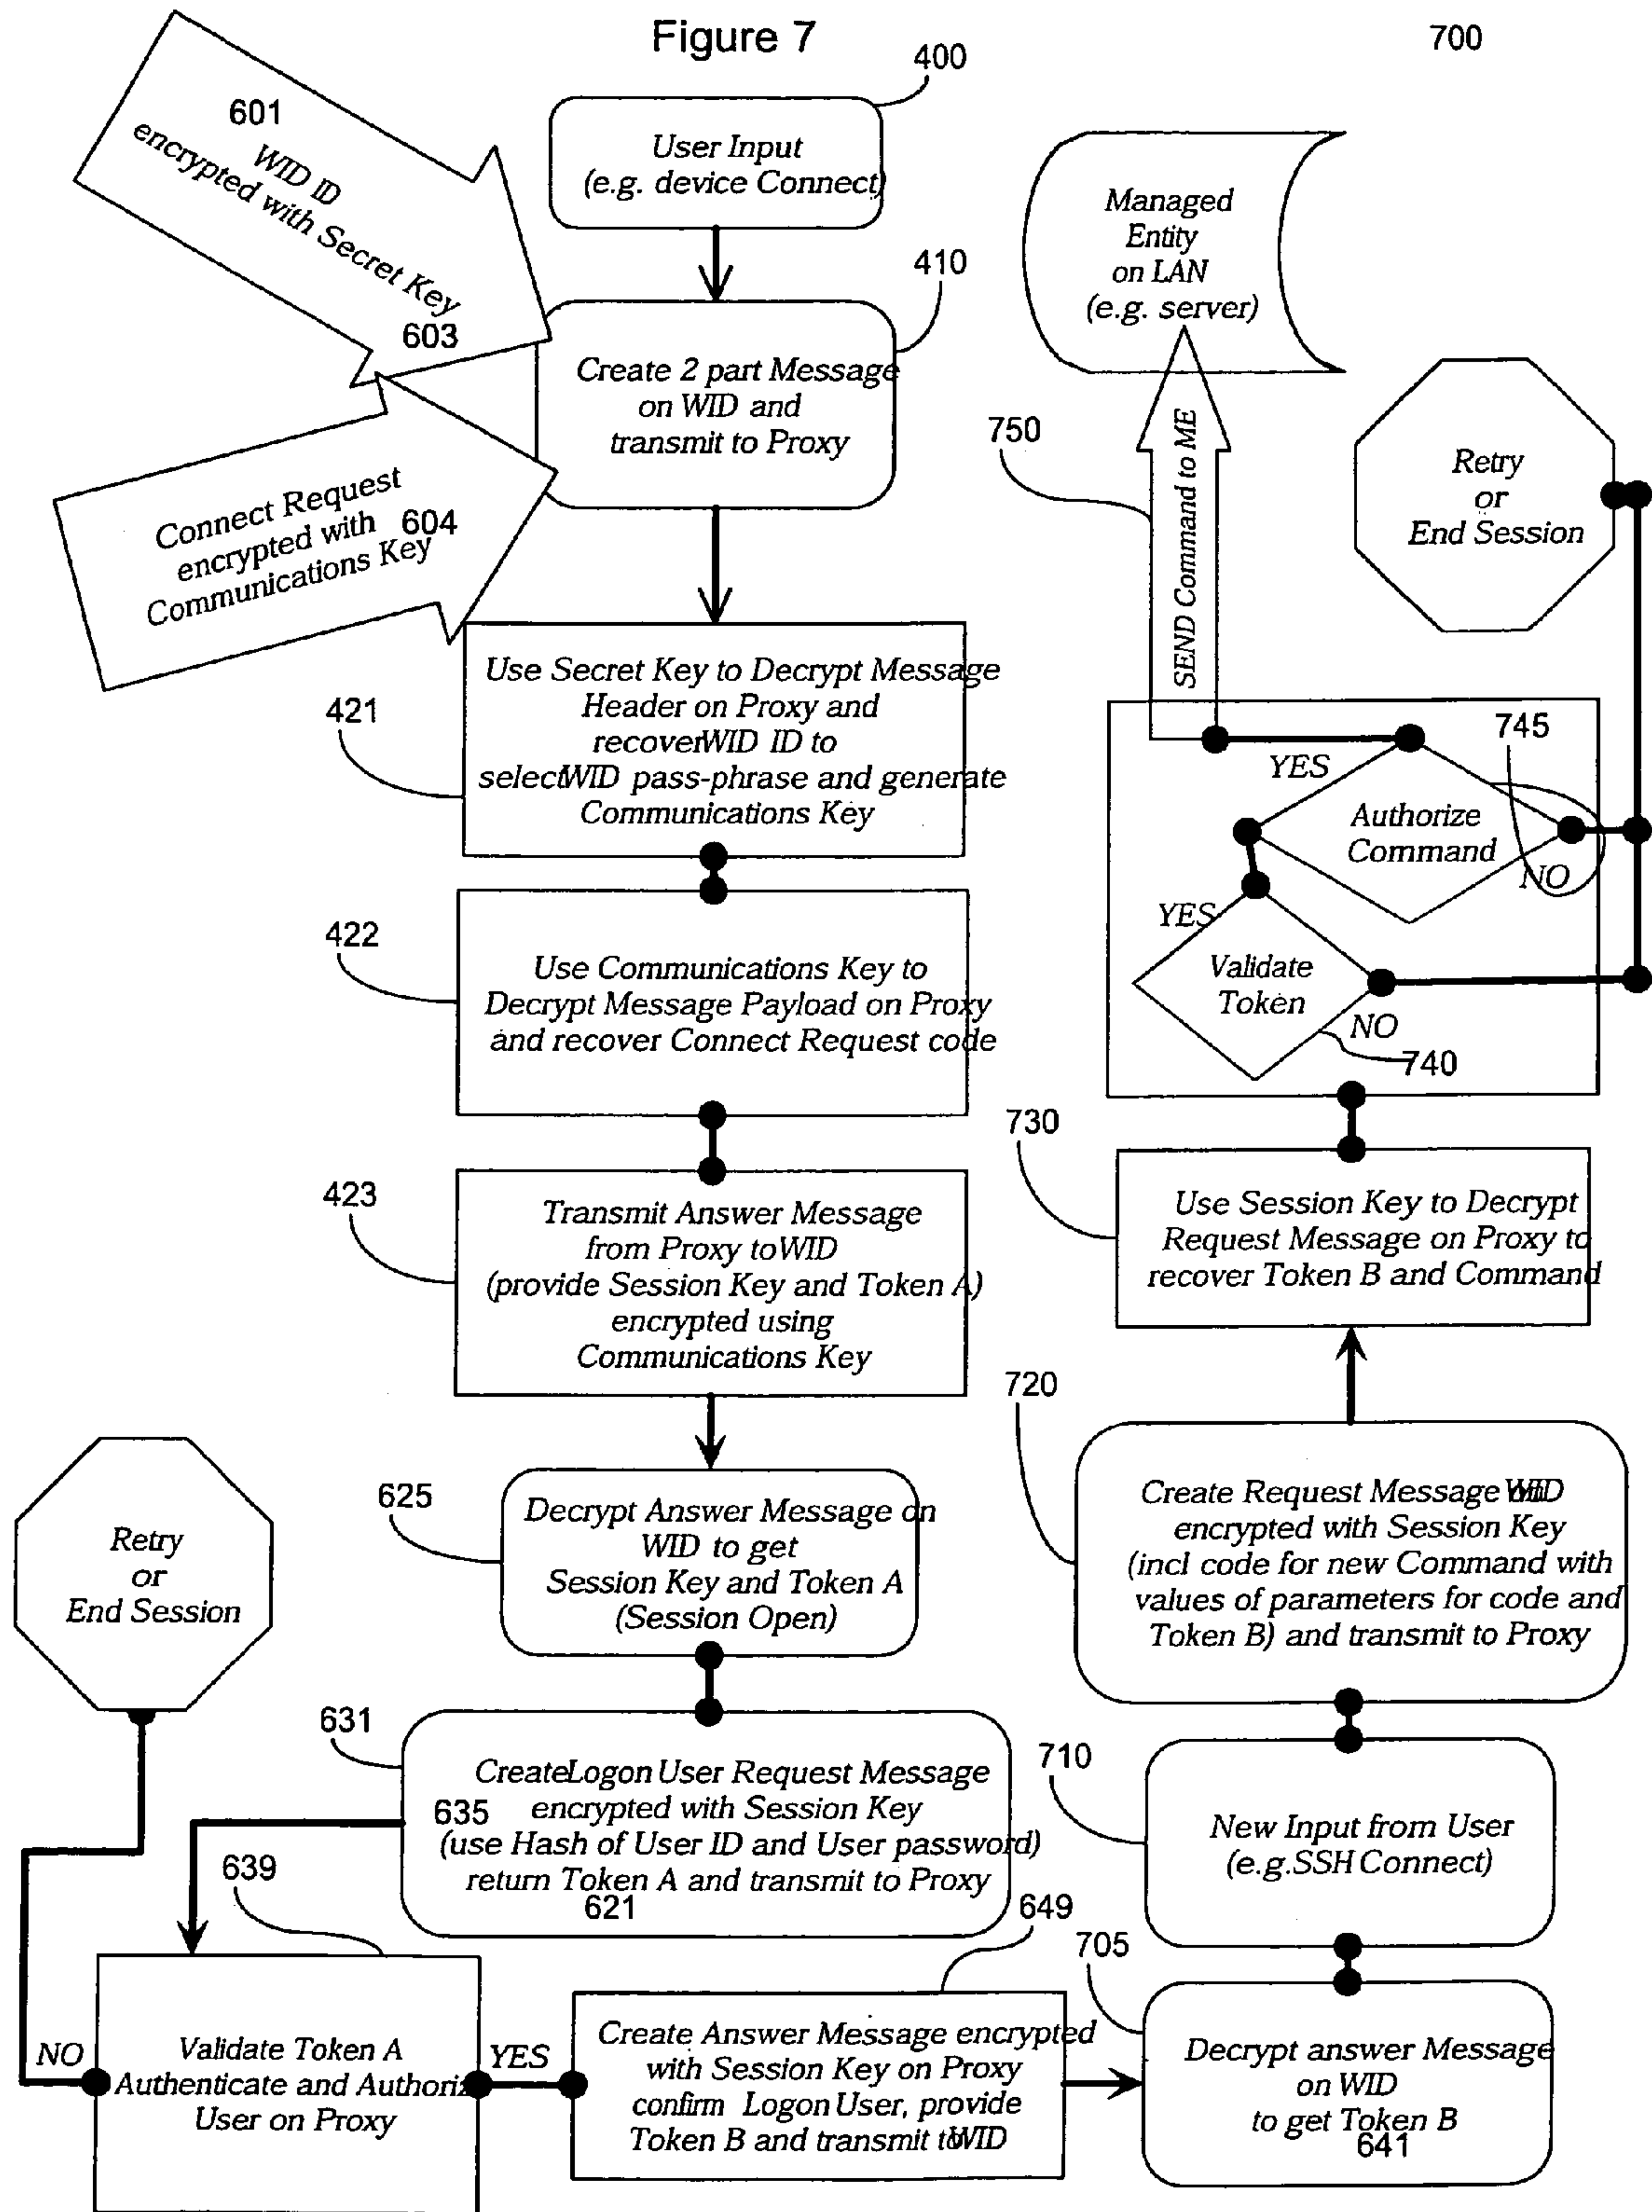 Figure 7
700
400
User Input
(e.g. device Connect)
601
WID ID
encrypted with Secret Key
603
410
Create 2 part Message
on WID and
transmit to Proxy
Connect Request
encrypted with 604
Communications Key
421
Use Secret Key to Decrypt Message
Header on Proxy and
recoverWID ID to
selectWID pass-phrase and generate
Communications Key
422
Use Communications Key to
Decrypt Message Payload on Proxy
and recover Connect Request code
423
Transmit Answer Message
from Proxy toWID
(provide Session Key and Token A)
encrypted using
Communications Key
625
Decrypt Answer Message on
WID to get
Session Key and Token A
(Session Open)
Retry
or
End Session
631
CreateLogon User Request Message
635 encrypted with Session Key
(use Hash of User ID and User password)
return Token A and transmit to Proxy
621
639
NO
Validate Token A
Authenticate and Authoriz
User on Proxy
YES
649
Create Answer Message encrypted
with Session Key on Proxy
confirm Logon User, provide
Token B and transmit toWID
705
Decrypt answer Message
on WID
to get Token B
641
710
New Input from User
(e.g.SSH Connect)
720
Create Request Message on WID
encrypted with Session Key
(incl code for new Command with
values of parameters for code and
Token B) and transmit to Proxy
730
Use Session Key to Decrypt
Request Message on Proxy to
recover Token B and Command
Validate
Token
YES
NO
740
Authorize
Command
YES
NO
745
750
SEND Command to ME
Managed
Entity
on LAN
(e.g. server)
Retry
or
End Session